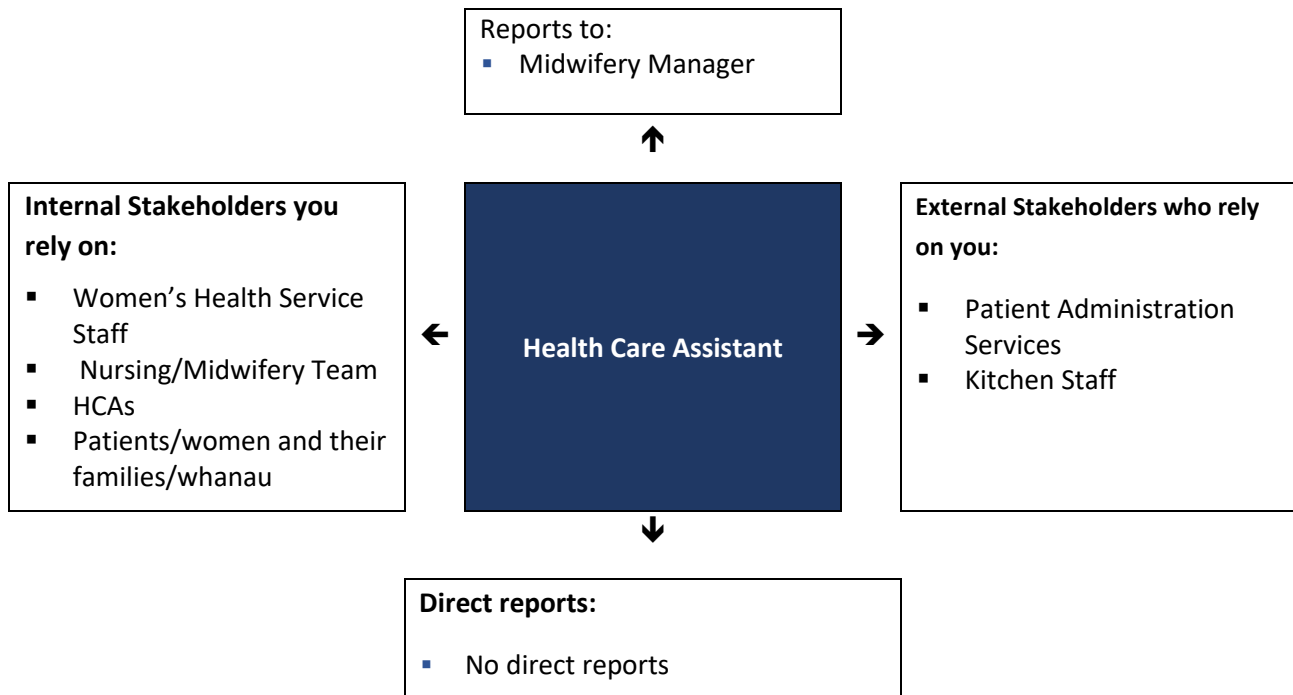 Reports to:
▪ Midwifery Manager
🡩
Internal Stakeholders you
rely on:
▪ Women’s Health Service
Staff
▪ Nursing/Midwifery Team
▪ HCAs
▪ Patients/women and their
families/whanau
🡨
Health Care Assistant
🡪
External Stakeholders who rely
on you:
▪ Patient Administration
Services
▪ Kitchen Staff
🡫
Direct reports:
▪ No direct reports